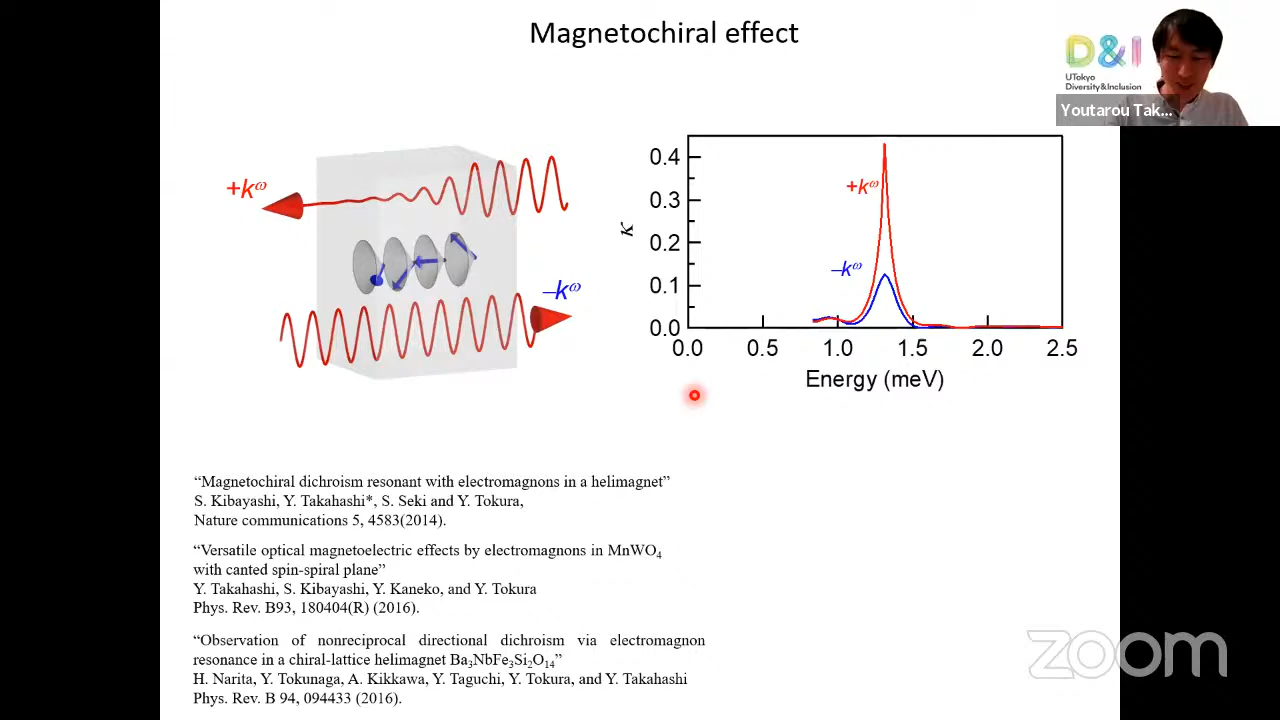 Magnetochiral effect
D&I
UTokyo
Diversity&Inclusion
Youtarou Tak...
+kω
–kω
κ
0.4
0.3
0.2
0.1
0.0
+kω
–kω
0.0 0.5 1.0 1.5 2.0 2.5
Energy (meV)
“Magnetochiral dichroism resonant with electromagnons in a helimagnet”
S. Kibayashi, Y. Takahashi*, S. Seki and Y. Tokura,
Nature communications 5, 4583(2014).
“Versatile optical magnetoelectric effects by electromagnons in MnWO4
with canted spin-spiral plane”
Y. Takahashi, S. Kibayashi, Y. Kaneko, and Y. Tokura
Phys. Rev. B93, 180404(R) (2016).
“Observation of nonreciprocal directional dichroism via electromagnon
resonance in a chiral-lattice helimagnet Ba3NbFe3Si2O14”
H. Narita, Y. Tokunaga, A. Kikkawa, Y. Taguchi, Y. Tokura, and Y. Takahashi
Phys. Rev. B 94, 094433 (2016).
zoom